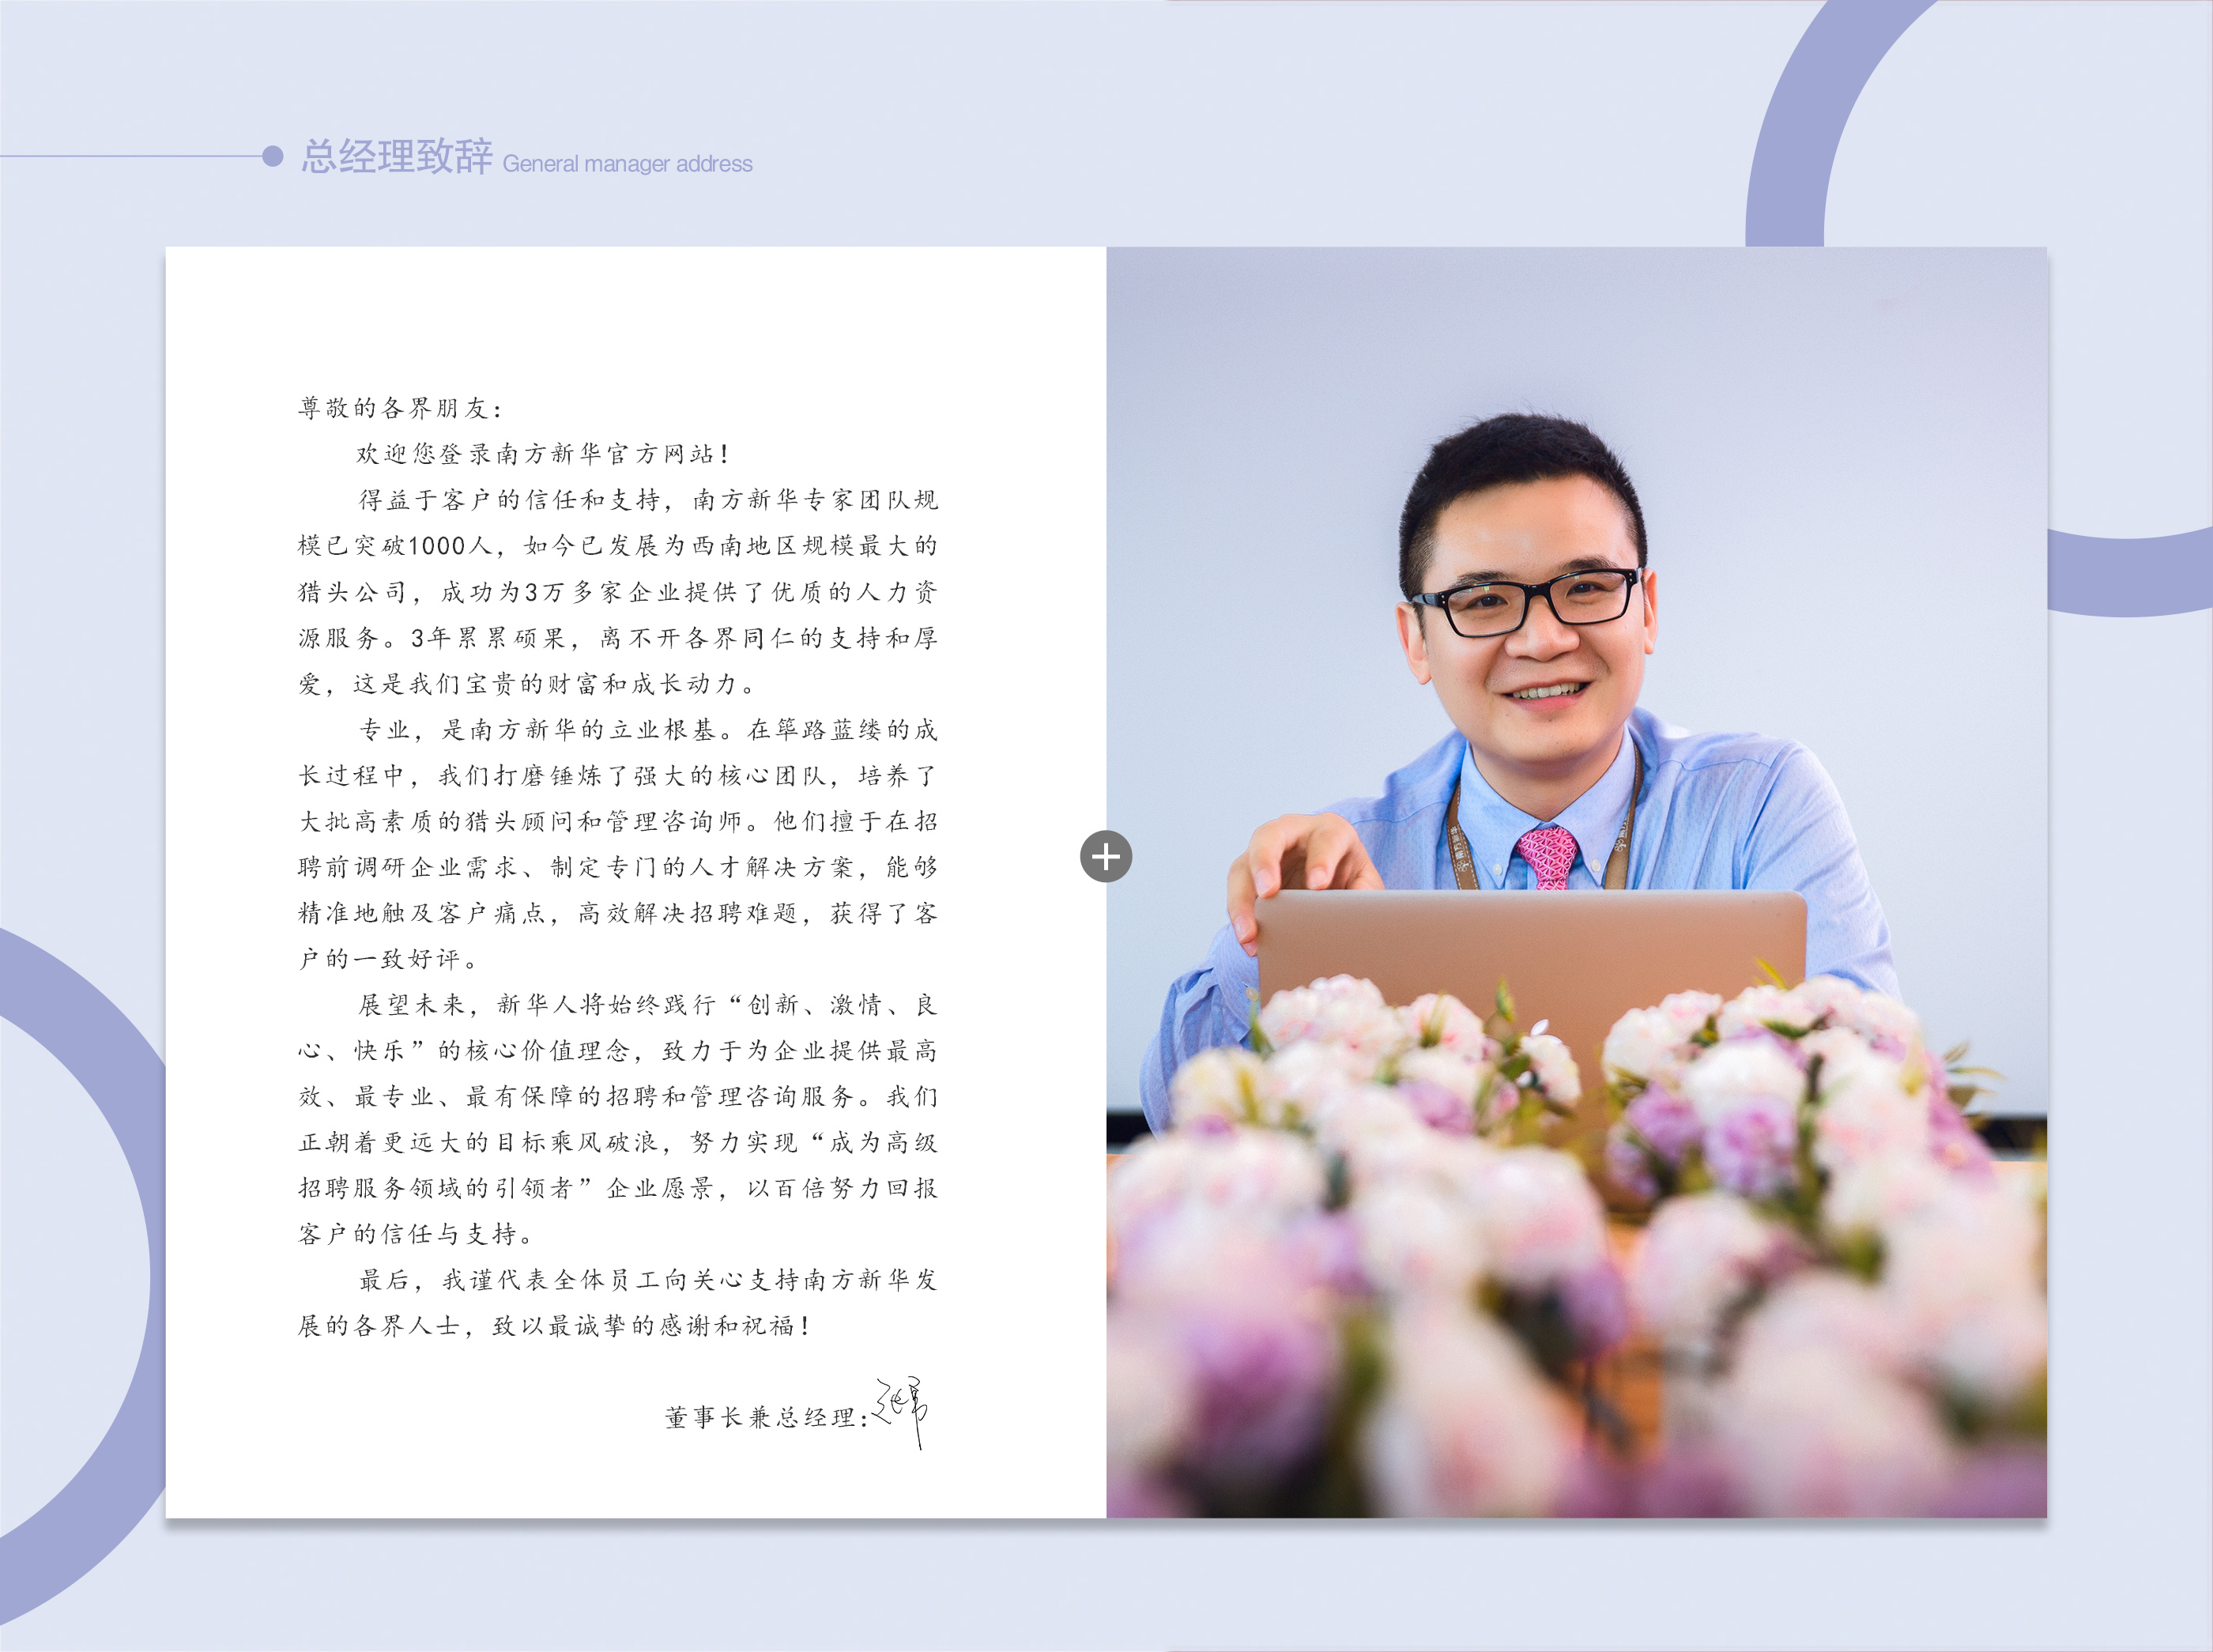 总经理致辞 General manager address
尊敬的各界朋友：
欢迎您登录南方新华官方网站！
得益于客户的信任和支持，南方新华专家团队规
模已突破1000人，如今已发展为西南地区规模最大的
猎头公司，成功为3万多家企业提供了优质的人力资
源服务。3年累累硕果，离不开各界同仁的支持和厚
爱，这是我们宝贵的财富和成长动力。
专业，是南方新华的立业根基。在筚路蓝缕的成
长过程中，我们打磨锤炼了强大的核心团队，培养了
大批高素质的猎头顾问和管理咨询师。他们擅于在招
聘前调研企业需求、制定专门的人才解决方案，能够
精准地触及客户痛点，高效解决招聘难题，获得了客
户的一致好评。
展望未来，新华人将始终践行“创新、激情、良
心、快乐”的核心价值理念，致力于为企业提供最高
效、最专业、最有保障的招聘和管理咨询服务。我们
正朝着更远大的目标乘风破浪，努力实现“成为高级
招聘服务领域的引领者”企业愿景，以百倍努力回报
客户的信任与支持。
最后，我谨代表全体员工向关心支持南方新华发
展的各界人士，致以最诚挚的感谢和祝福！
董事长兼总经理：